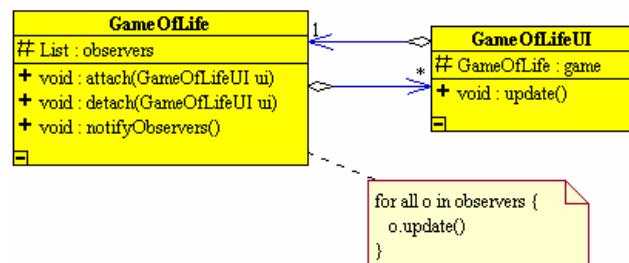 GameOfLife
# List : observers
+ void : attach(GameOfLifeUI ui)
+ void : detach(GameOfLifeUI ui)
+ void : notifyObservers()
1
*
GameOfLifeUI
# GameOfLife : game
+ void : update()
for all o in observers {
o.update()
}